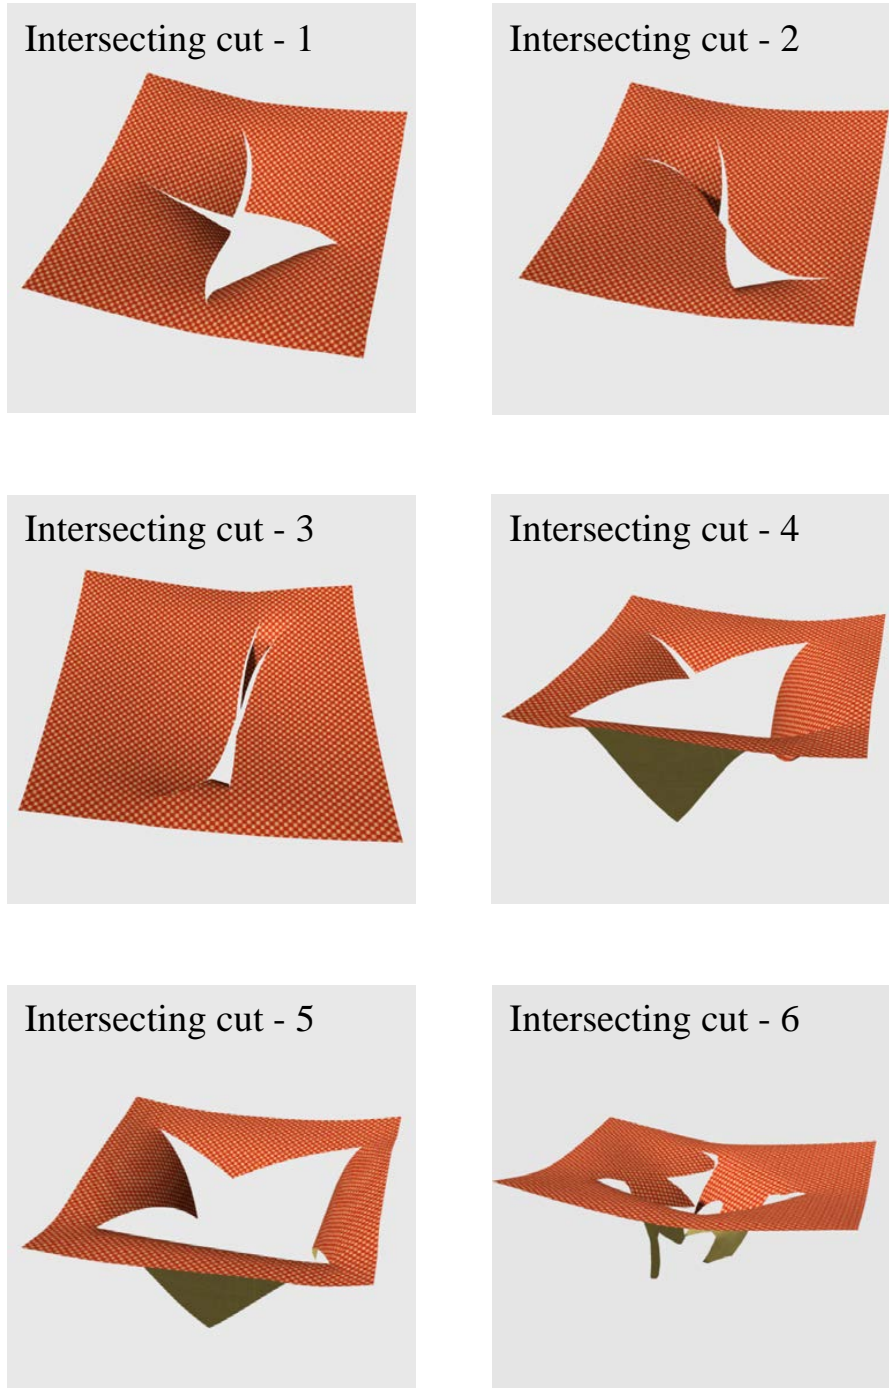 Intersecting cut - 1
Intersecting cut - 2
Intersecting cut - 3
Intersecting cut - 4
Intersecting cut - 5
Intersecting cut - 6